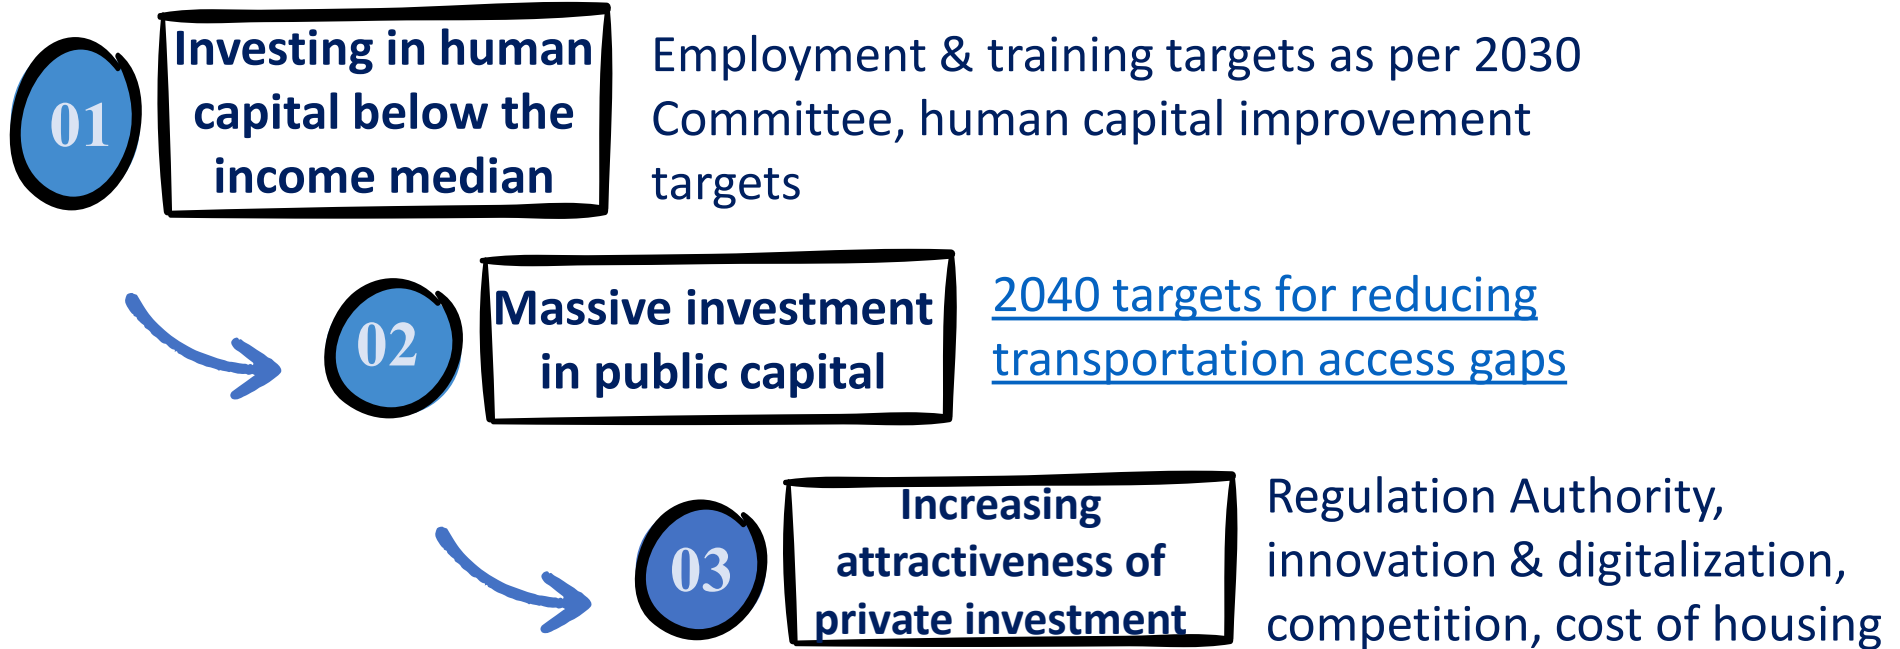 01
Investing in human
capital below the
income median
Employment & training targets as per 2030
Committee, human capital improvement
targets
02
Massive investment
in public capital
2040 targets for reducing
transportation access gaps
03
Increasing
attractiveness of
private investment
Regulation Authority,
innovation & digitalization,
competition, cost of housing